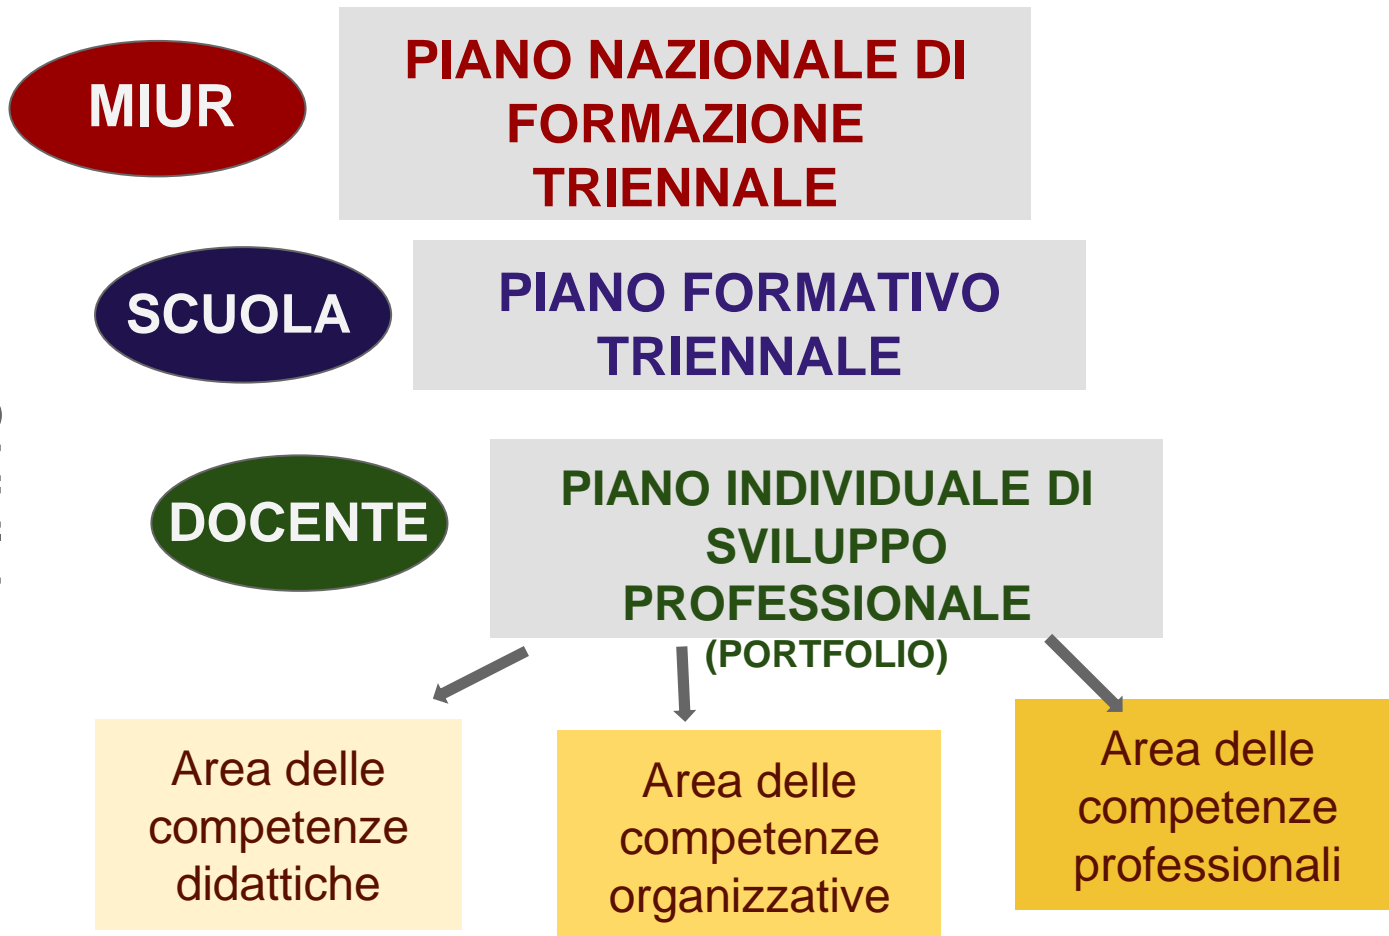 MIUR
PIANO NAZIONALE DI
FORMAZIONE
TRIENNALE
SCUOLA
PIANO FORMATIVO
TRIENNALE
DOCENTE
PIANO INDIVIDUALE DI
SVILUPPO
PROFESSIONALE
(PORTFOLIO)
Area delle
competenze
didattiche
Area delle
competenze
organizzative
Area delle
competenze
professionali